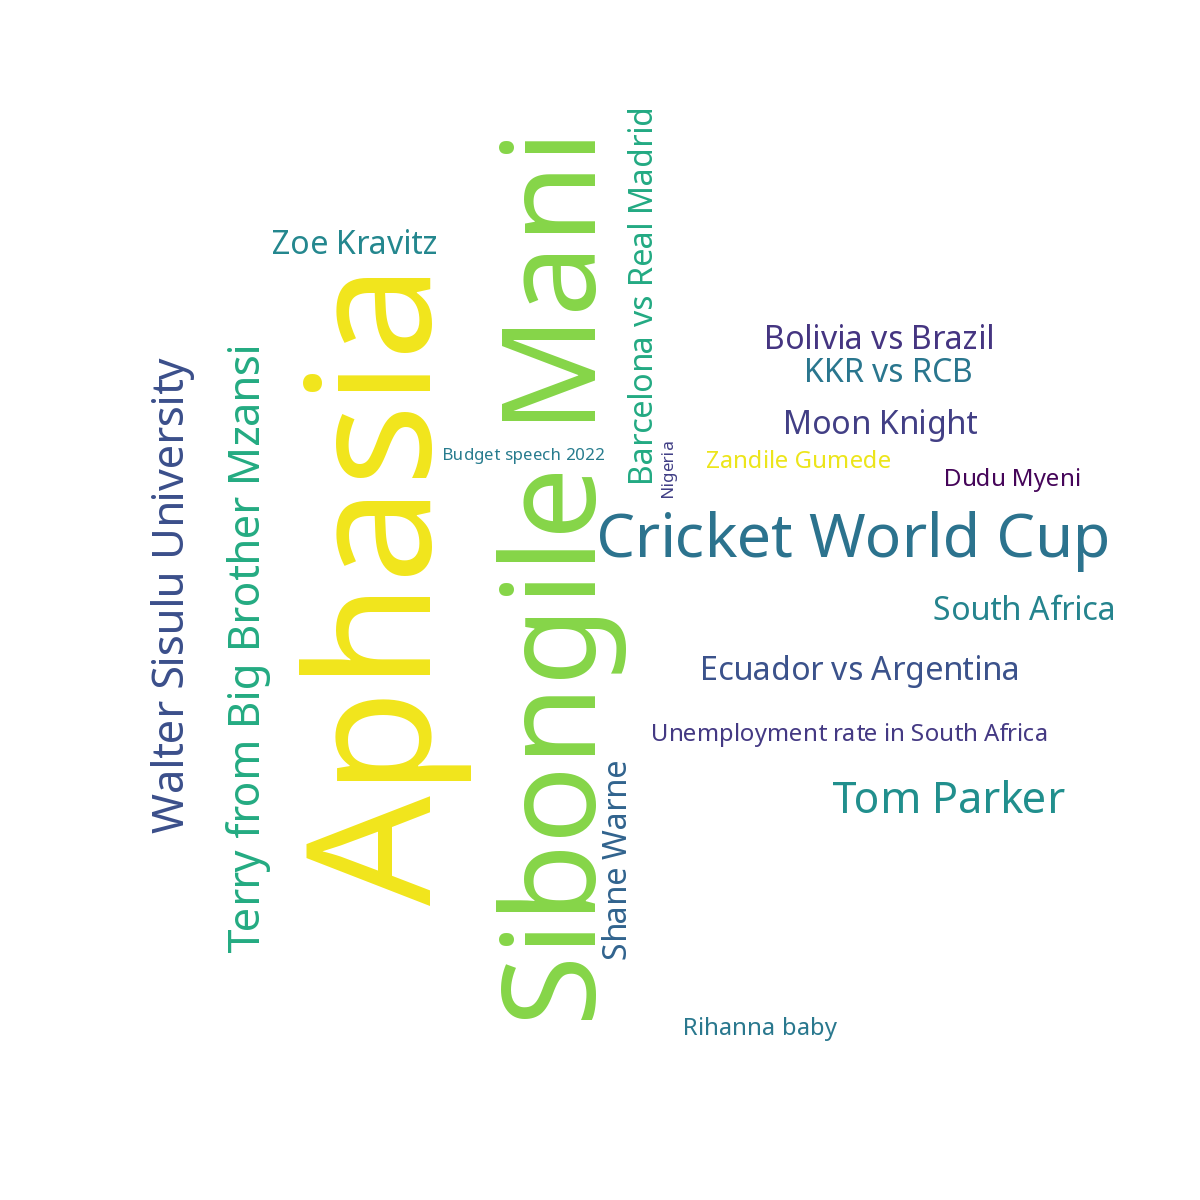 Walter Sisulu University
Terry from Big Brother Mzansi
Zoe Kravitz
Aphasia
Budget speech 2022
Sibongile Mani
Barcelona vs Real Madrid
Nigeria
Bolivia vs Brazil
KKR vs RCB
Moon Knight
Zandile Gumede
Dudu Myeni
Cricket World Cup
South Africa
Ecuador vs Argentina
Unemployment rate in South Africa
Shane Warne
Tom Parker
Rihanna baby